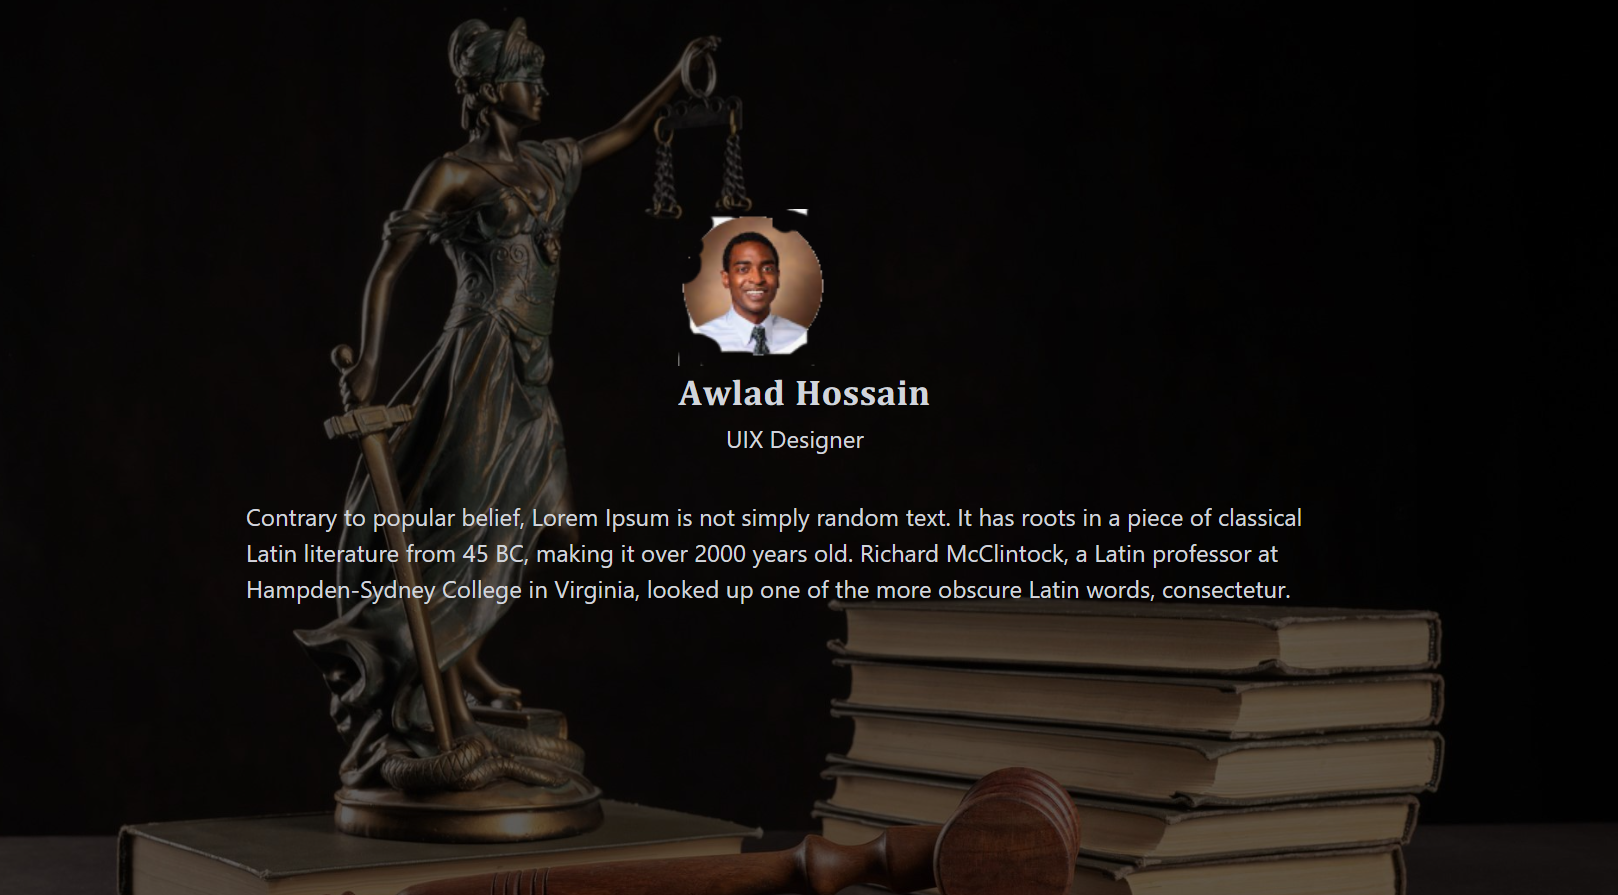 Awlad Hossain
UIX Designer
Contrary to popular belief, Lorem Ipsum is not simply random text. It has roots in a piece of classical
Latin literature from 45 BC, making it over 2000 years old. Richard McClintock, a Latin professor at
Hampden-Sydney College in Virginia, looked up one of the more obscure Latin words, consectetur.